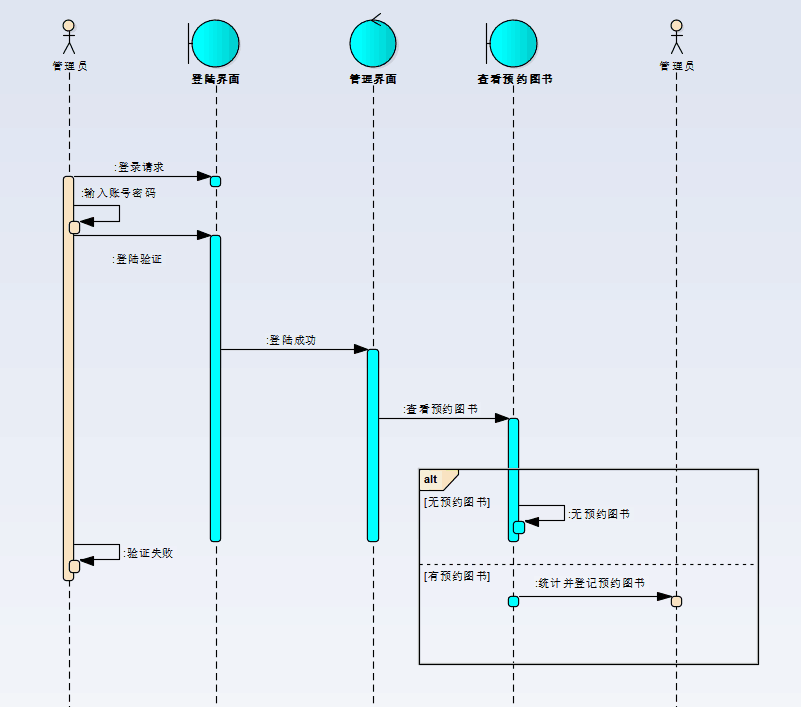 管理员
登陆界面
管理界面
查看预约图书
管理员
:登录请求
:输入账号密码
:登陆验证
:登陆成功
:查看预约图书
alt
[无预约图书]
:无预约图书
:验证失败
[有预约图书]
:统计并登记预约图书